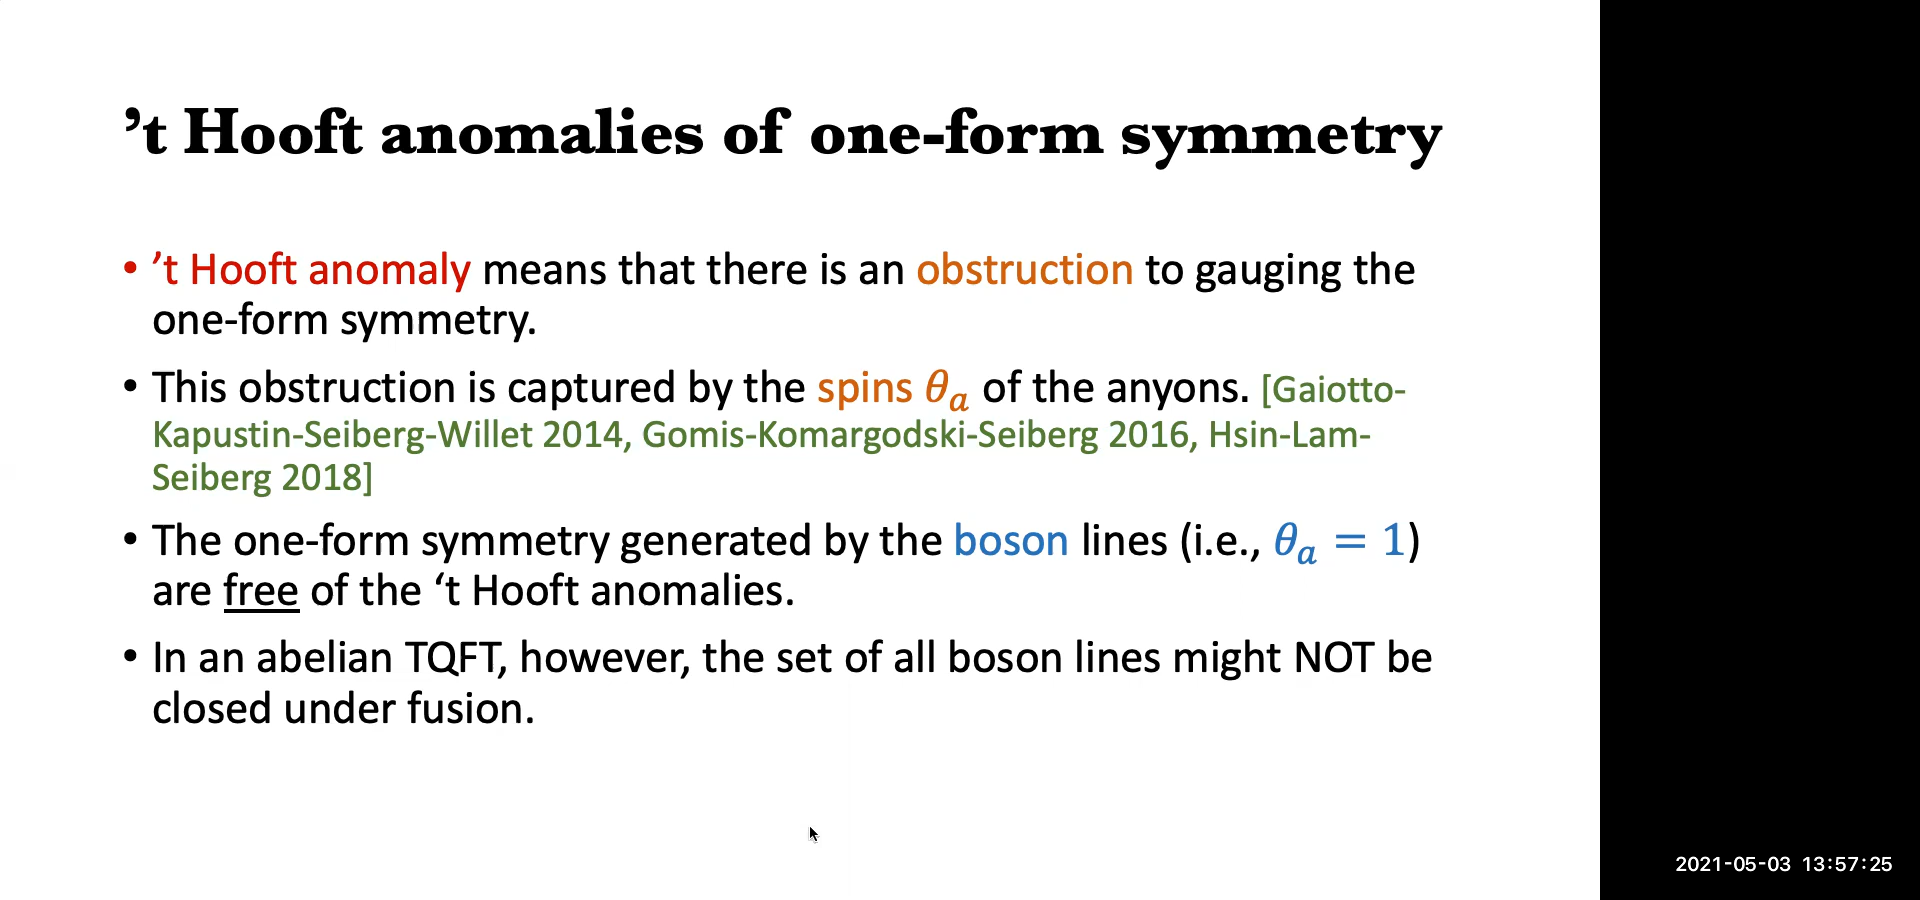 ’t Hooft anomalies of one-form symmetry
• ’t Hooft anomaly means that there is an obstruction to gauging the
one-form symmetry.
• This obstruction is captured by the spins θₐ of the anyons. [Gaiotto-
Kapustin-Seiberg-Willet 2014, Gomis-Komargodski-Seiberg 2016, Hsin-Lam-
Seiberg 2018]
• The one-form symmetry generated by the boson lines (i.e., θₐ = 1)
are free of the ‘t Hooft anomalies.
• In an abelian TQFT, however, the set of all boson lines might NOT be
closed under fusion.
2021-05-03 13:57:25